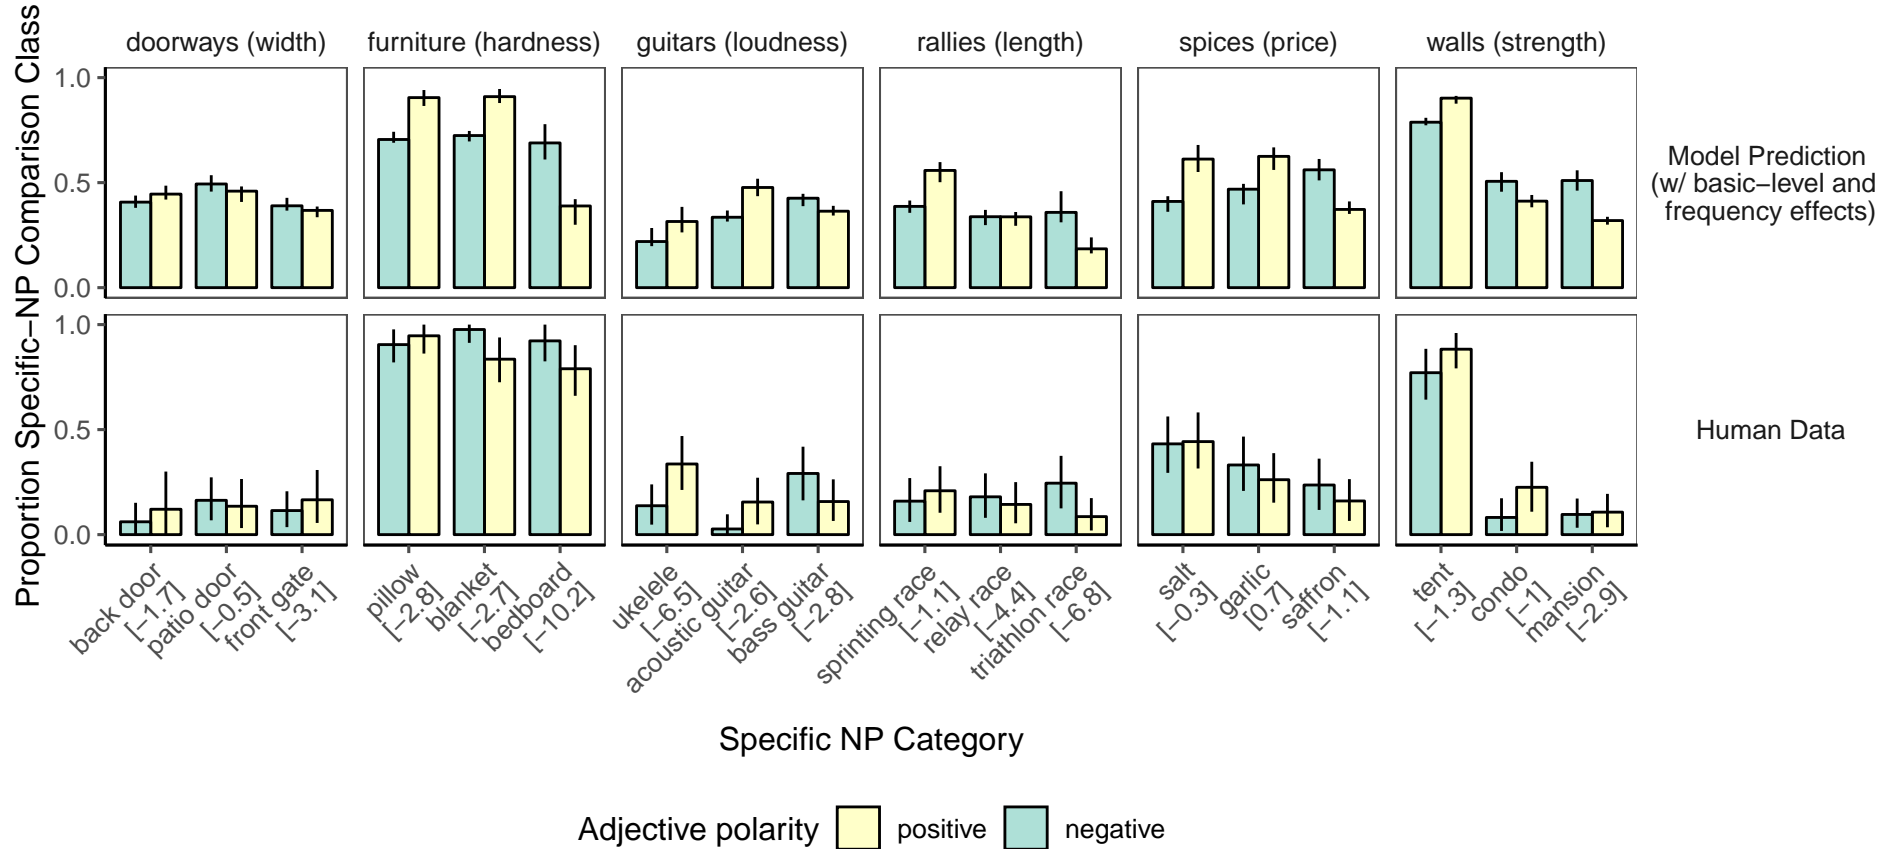 doorways (width)
furniture (hardness)
guitars (loudness)
rallies (length)
spices (price)
walls (strength)
Proportion Specific−NP Comparison Class
1.0
0.5
0.0
Model Prediction
(w/ basic−level and
frequency effects)
1.0
0.5
0.0
Human Data
back door
[−1.7]
patio door
[−0.5]
front gate
[−3.1]
pillow
[−2.8]
blanket
[−2.7]
bedboard
[−10.2]
ukelele
[−6.5]
acoustic guitar
[−2.6]
bass guitar
[−2.8]
sprinting race
[−1.1]
relay race
[−4.4]
triathlon race
[−6.8]
salt
[−0.3]
garlic
[0.7]
saffron
[−1.1]
tent
[−1.3]
condo
[−1]
mansion
[−2.9]
Specific NP Category
Adjective polarity
positive
negative